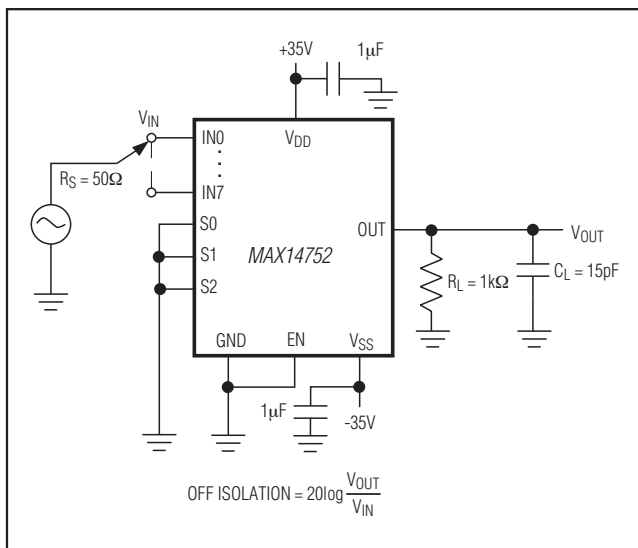 +35V
1μF
V_IN
IN0
V_DD
R_S = 50Ω
IN7
S0
OUT
V_OUT
S1
MAX14752
S2
R_L = 1kΩ
C_L = 15pF
GND
EN
V_SS
1μF
-35V
OFF ISOLATION = 20log V_OUT / V_IN